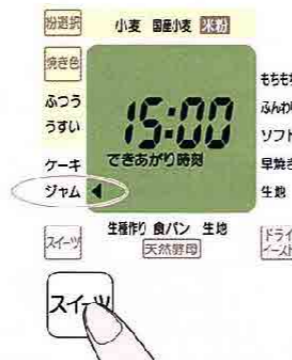 粉選択 小麦 国産小麦 米粉
焼き色
ふつう
うすい
15:00
できあがり時刻
もちも
ふんわ
ソフト
早焼き
生地
ケーキ
ジャム
スイーツ
生種作り 食パン 生地
天然酵母
ドライ
イースト
スイーツ